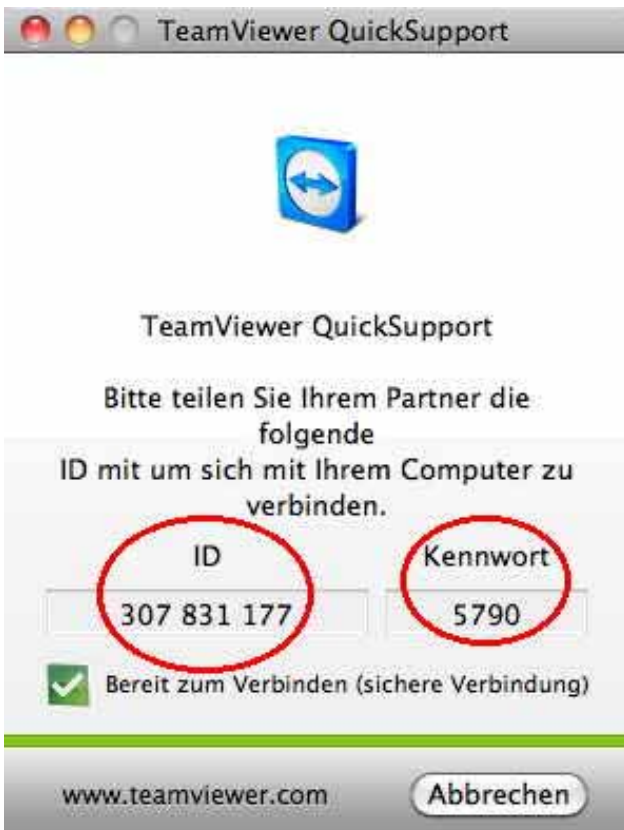 TeamViewer QuickSupport
TeamViewer QuickSupport
Bitte teilen Sie Ihrem Partner die
folgende
ID mit um sich mit Ihrem Computer zu
verbinden.
ID Kennwort
307 831 177 5790
Bereit zum Verbinden (sichere Verbindung)
www.teamviewer.com Abbrechen